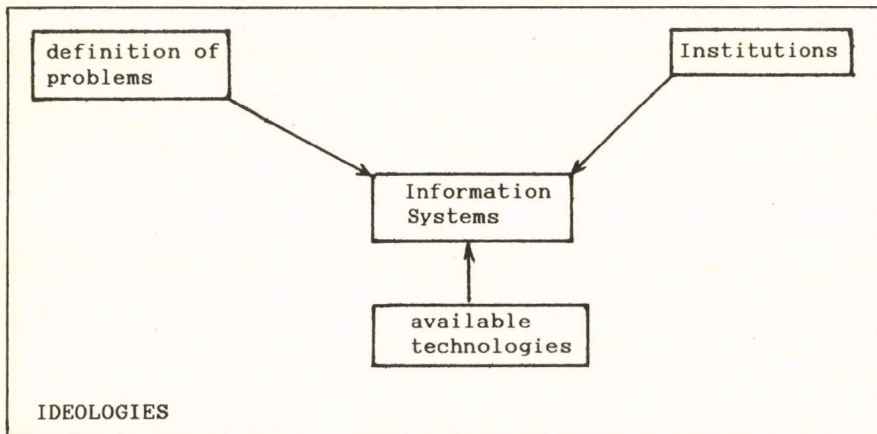 definition of
problems
Institutions
Information
Systems
available
technologies
IDEOLOGIES